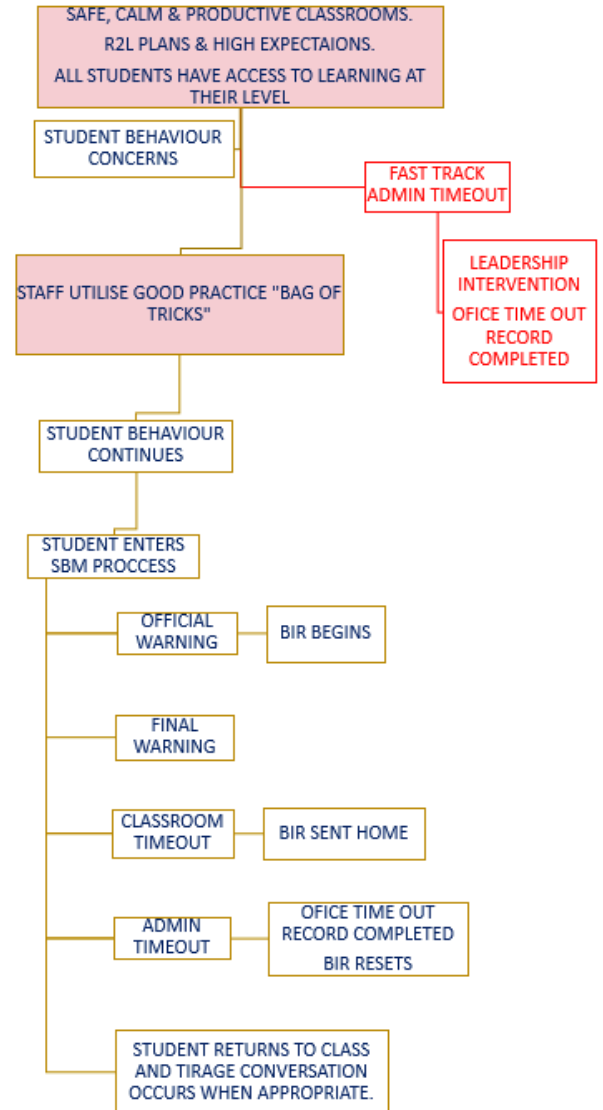 SAFE, CALM & PRODUCTIVE CLASSROOMS.
R2L PLANS & HIGH EXPECTAIONS.
ALL STUDENTS HAVE ACCESS TO LEARNING AT
THEIR LEVEL
STUDENT BEHAVIOUR
CONCERNS
FAST TRACK
ADMIN TIMEOUT
LEADERSHIP
INTERVENTION
OFICE TIME OUT
RECORD
COMPLETED
STAFF UTILISE GOOD PRACTICE "BAG OF
TRICKS"
STUDENT BEHAVIOUR
CONTINUES
STUDENT ENTERS
SBM PROCCESS
OFFICIAL
WARNING
BIR BEGINS
FINAL
WARNING
CLASSROOM
TIMEOUT
BIR SENT HOME
ADMIN
TIMEOUT
OFICE TIME OUT
RECORD COMPLETED
BIR RESETS
STUDENT RETURNS TO CLASS
AND TIRAGE CONVERSATION
OCCURS WHEN APPROPRIATE.